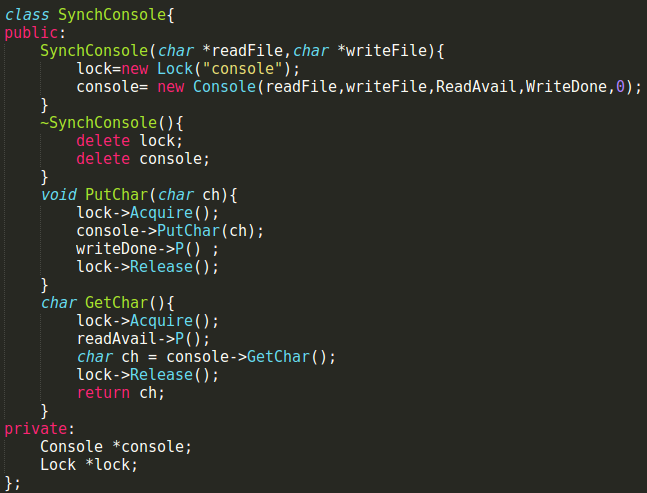 class SynchConsole{
public:
    SynchConsole(char *readFile,char *writeFile){
        lock=new Lock("console");
        console= new Console(readFile,writeFile,ReadAvail,WriteDone,0);
    }
    ~SynchConsole(){
        delete lock;
        delete console;
    }
    void PutChar(char ch){
        lock->Acquire();
        console->PutChar(ch);
        writeDone->P() ;
        lock->Release();
    }
    char GetChar(){
        lock->Acquire();
        readAvail->P();
        char ch = console->GetChar();
        lock->Release();
        return ch;
    }
private:
    Console *console;
    Lock *lock;
};